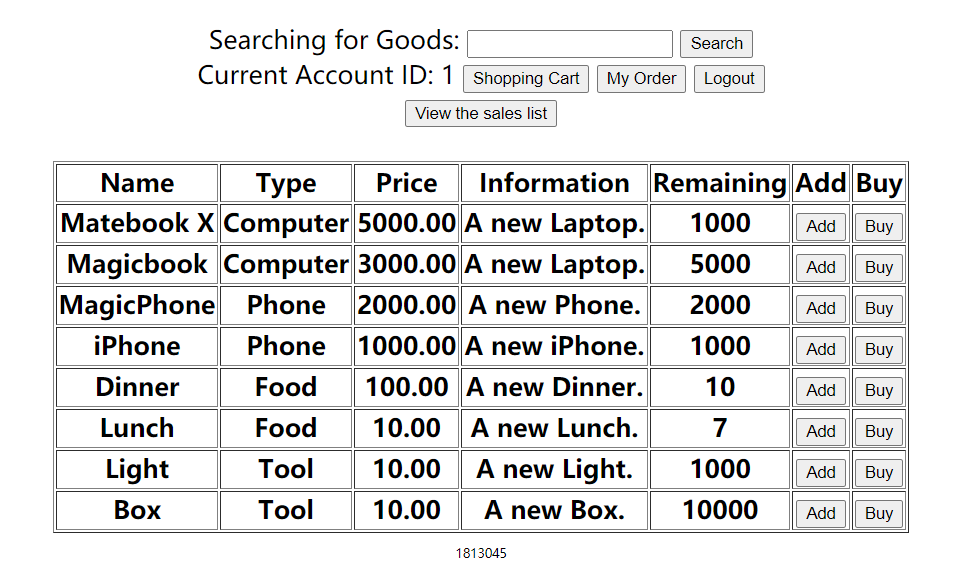 Searching for Goods: Search
Current Account ID: 1 Shopping Cart My Order Logout
View the sales list
Name Type Price Information Remaining Add Buy
Matebook X Computer 5000.00 A new Laptop. 1000 Add Buy
Magicbook Computer 3000.00 A new Laptop. 5000 Add Buy
MagicPhone Phone 2000.00 A new Phone. 2000 Add Buy
iPhone Phone 1000.00 A new iPhone. 1000 Add Buy
Dinner Food 100.00 A new Dinner. 10 Add Buy
Lunch Food 10.00 A new Lunch. 7 Add Buy
Light Tool 10.00 A new Light. 1000 Add Buy
Box Tool 10.00 A new Box. 10000 Add Buy
1813045